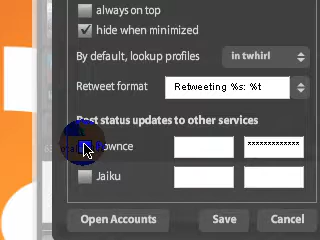 always on top
hide when minimized
By default, lookup profiles in twhirl
Retweet format Retweeting %s: %t
Post status updates to other services
Pownce ************
Jaiku
Open Accounts Save Cancel